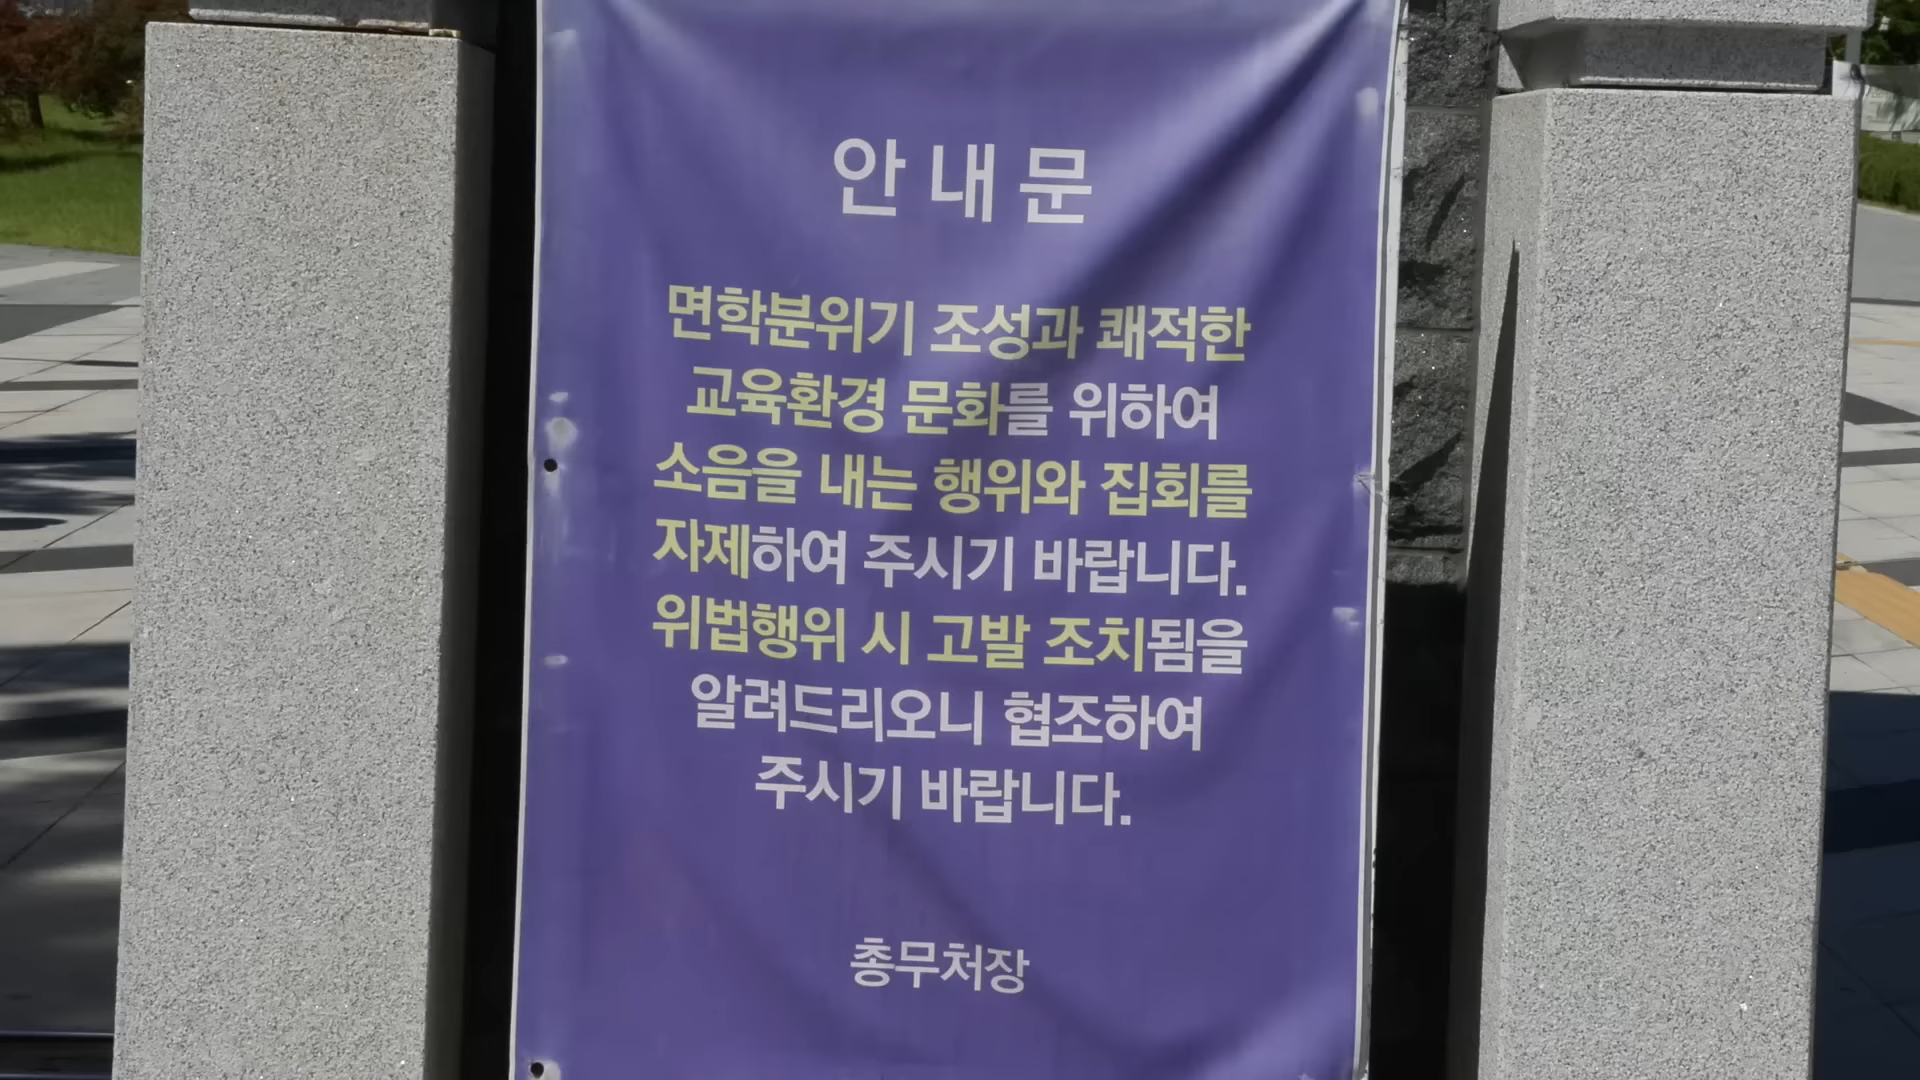 안내문
면학분위기 조성과 쾌적한
교육환경 문화를 위하여
소음을 내는 행위와 집회를
자제하여 주시기 바랍니다.
위법행위 시 고발 조치됨을
알려드리오니 협조하여
주시기 바랍니다.
총무처장